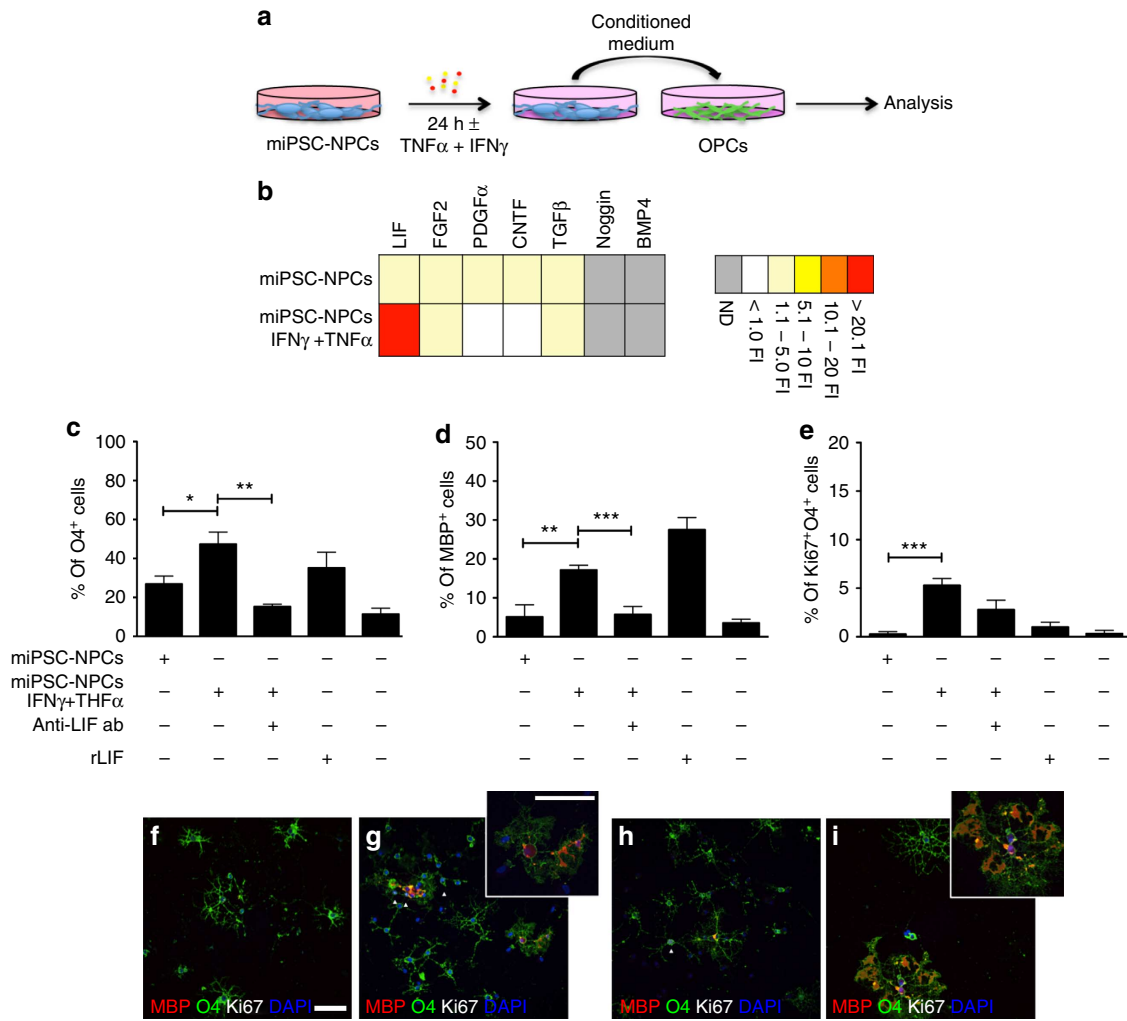 a
Conditioned
medium
24 h ±
TNFα + IFNγ
miPSC-NPCs
OPCs
Analysis
b
LIF
FGF2
PDGFα
CNTF
TGFβ
Noggin
BMP4
miPSC-NPCs
miPSC-NPCs
IFNγ +TNFα
ND
< 1.0 FI
1.1 – 5.0 FI
5.1 – 10 FI
10.1 – 20 FI
> 20.1 FI
c
% Of O4+ cells
100
80
60
40
20
0
* **
d
% Of MBP+ cells
50
40
30
20
10
0
** ***
e
% Of Ki67+O4+ cells
20
15
10
5
0
***
miPSC-NPCs + – – – – + – – – – + – – – –
miPSC-NPCs
IFNγ+THFα – + + – – – + + – – – + + – –
Anti-LIF ab – – + – – – – + – – – – + – –
rLIF – – – + – – – – + – – – – + –
f
MBP O4 Ki67 DAPI
g
MBP O4 Ki67 DAPI
h
MBP O4 Ki67 DAPI
i
MBP O4 Ki67 DAPI